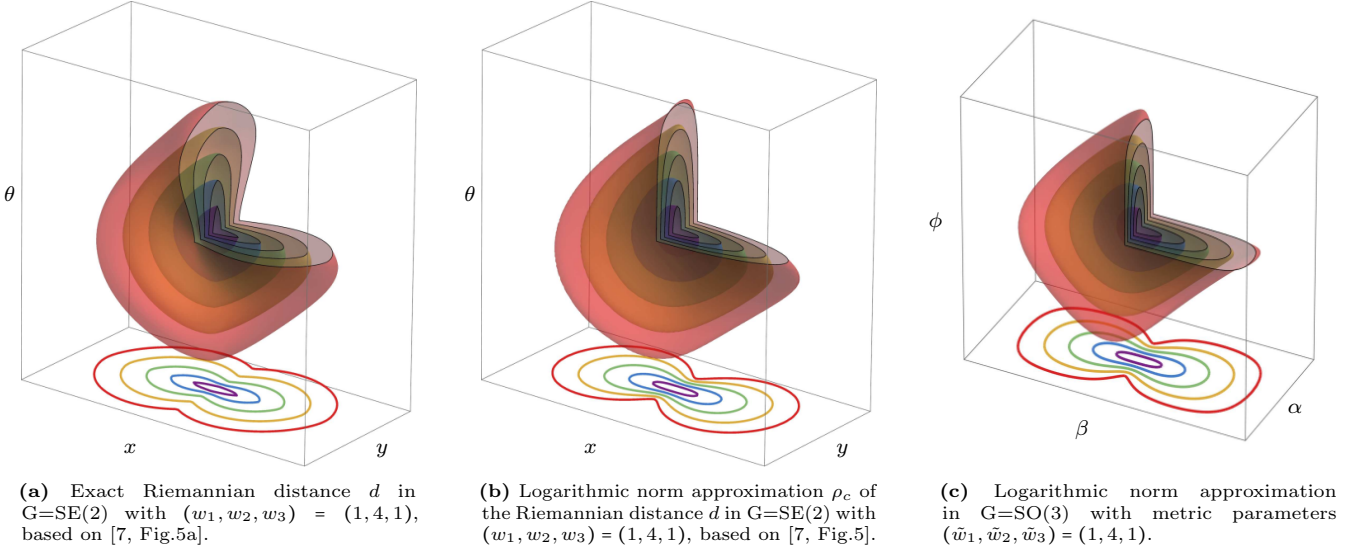 θ
x
y
θ
x
y
ϕ
β
α
(a) Exact Riemannian distance d in
G=SE(2) with (w₁, w₂, w₃) = (1, 4, 1),
based on [7, Fig.5a].
(b) Logarithmic norm approximation ρ_c of
the Riemannian distance d in G=SE(2) with
(w₁, w₂, w₃) = (1, 4, 1), based on [7, Fig.5].
(c) Logarithmic norm approximation
in G=SO(3) with metric parameters
(w̃₁, w̃₂, w̃₃) = (1, 4, 1).